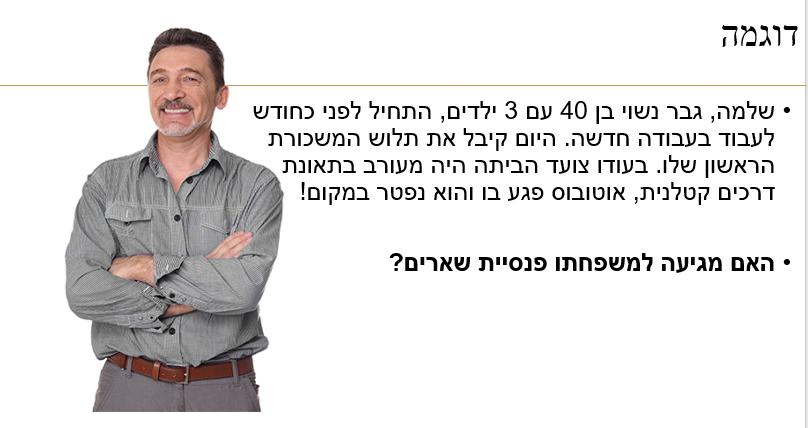 דוגמה
• שלמה, גבר נשוי בן 40 עם 3 ילדים, התחיל לפני כחודש
לעבוד בעבודה חדשה. היום קיבל את תלוש המשכורת
הראשון שלו. בעודו צועד הביתה היה מעורב בתאונת
דרכים קטלנית, אוטובוס פגע בו והוא נפטר במקום!
• האם מגיעה למשפחתו פנסיית שארים?